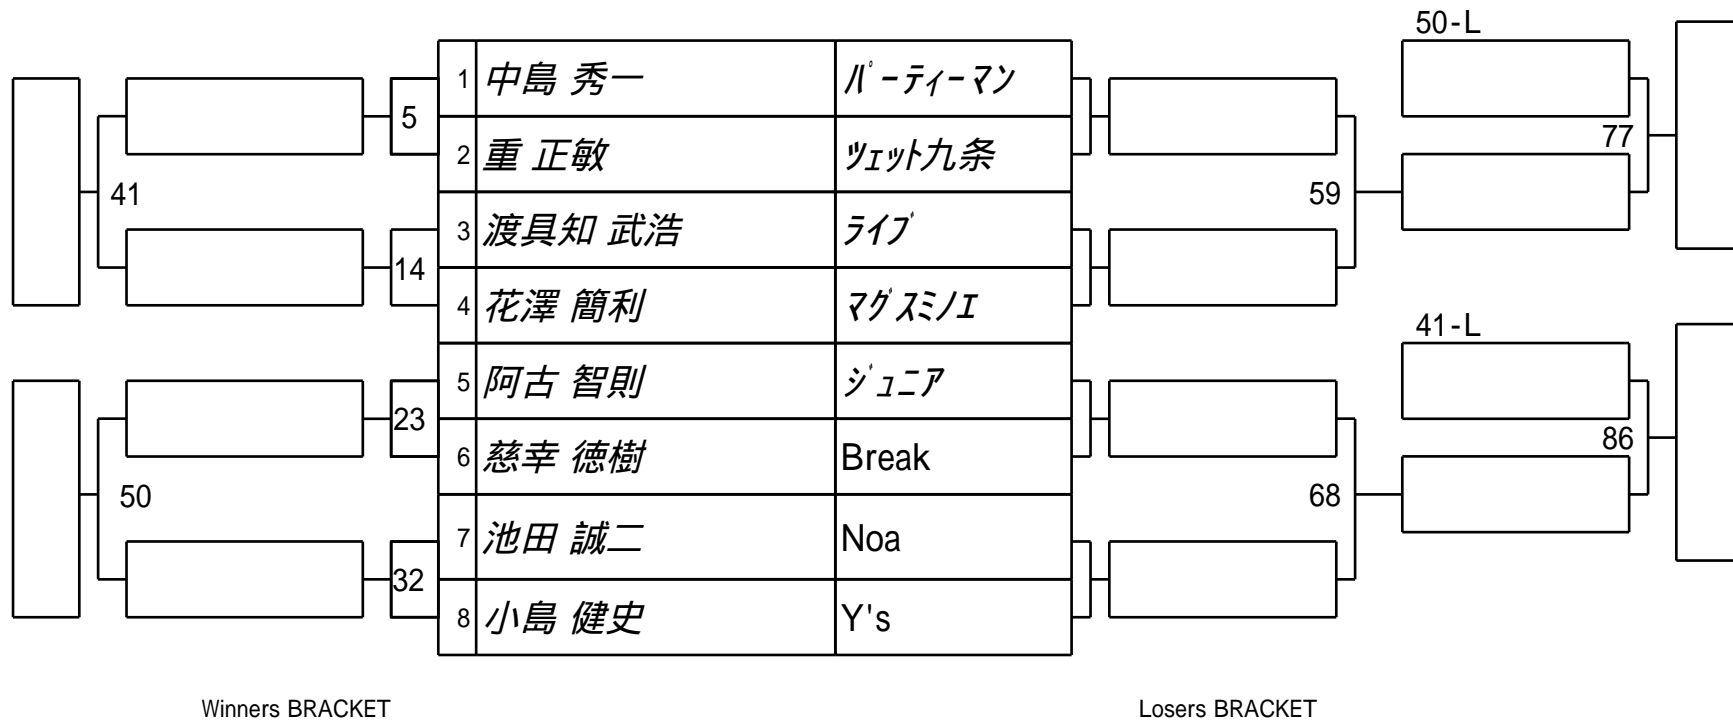 50-L
1 中島 秀一 パーティーマン
5
2 重 正敏 ツェット九条
77
41
59
3 渡具知 武浩 ライブ
14
4 花澤 簡利 マグスミノエ
41-L
5 阿古 智則 ジュニア
23
6 慈幸 徳樹 Break
86
50
68
7 池田 誠二 Noa
32
8 小島 健史 Y's
Winners BRACKET
Losers BRACKET